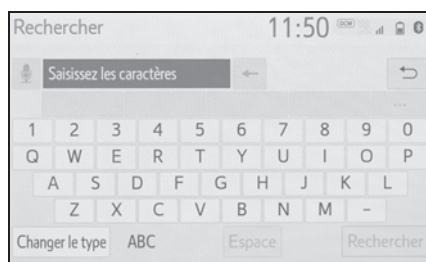 Rechercher 11:50 DCM
Saisissez les caractères
...
1 2 3 4 5 6 7 8 9 0
Q W E R T Y U I O P
A S D F G H J K L
Z X C V B N M –
Changer le type ABC Espace Rechercher